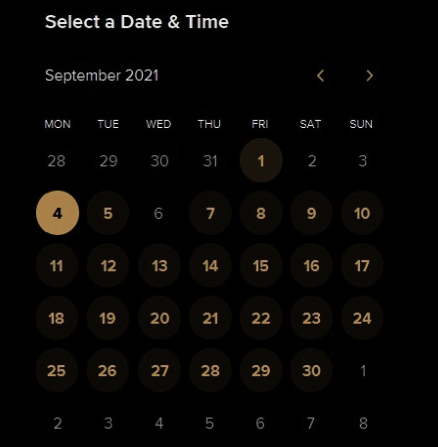 Select a Date & Time
September 2021
MON TUE WED THU FRI SAT SUN
28 29 30 31 1 2 3
4 5 6 7 8 9 10
11 12 13 14 15 16 17
18 19 20 21 22 23 24
25 26 27 28 29 30 1
2 3 4 5 6 7 8